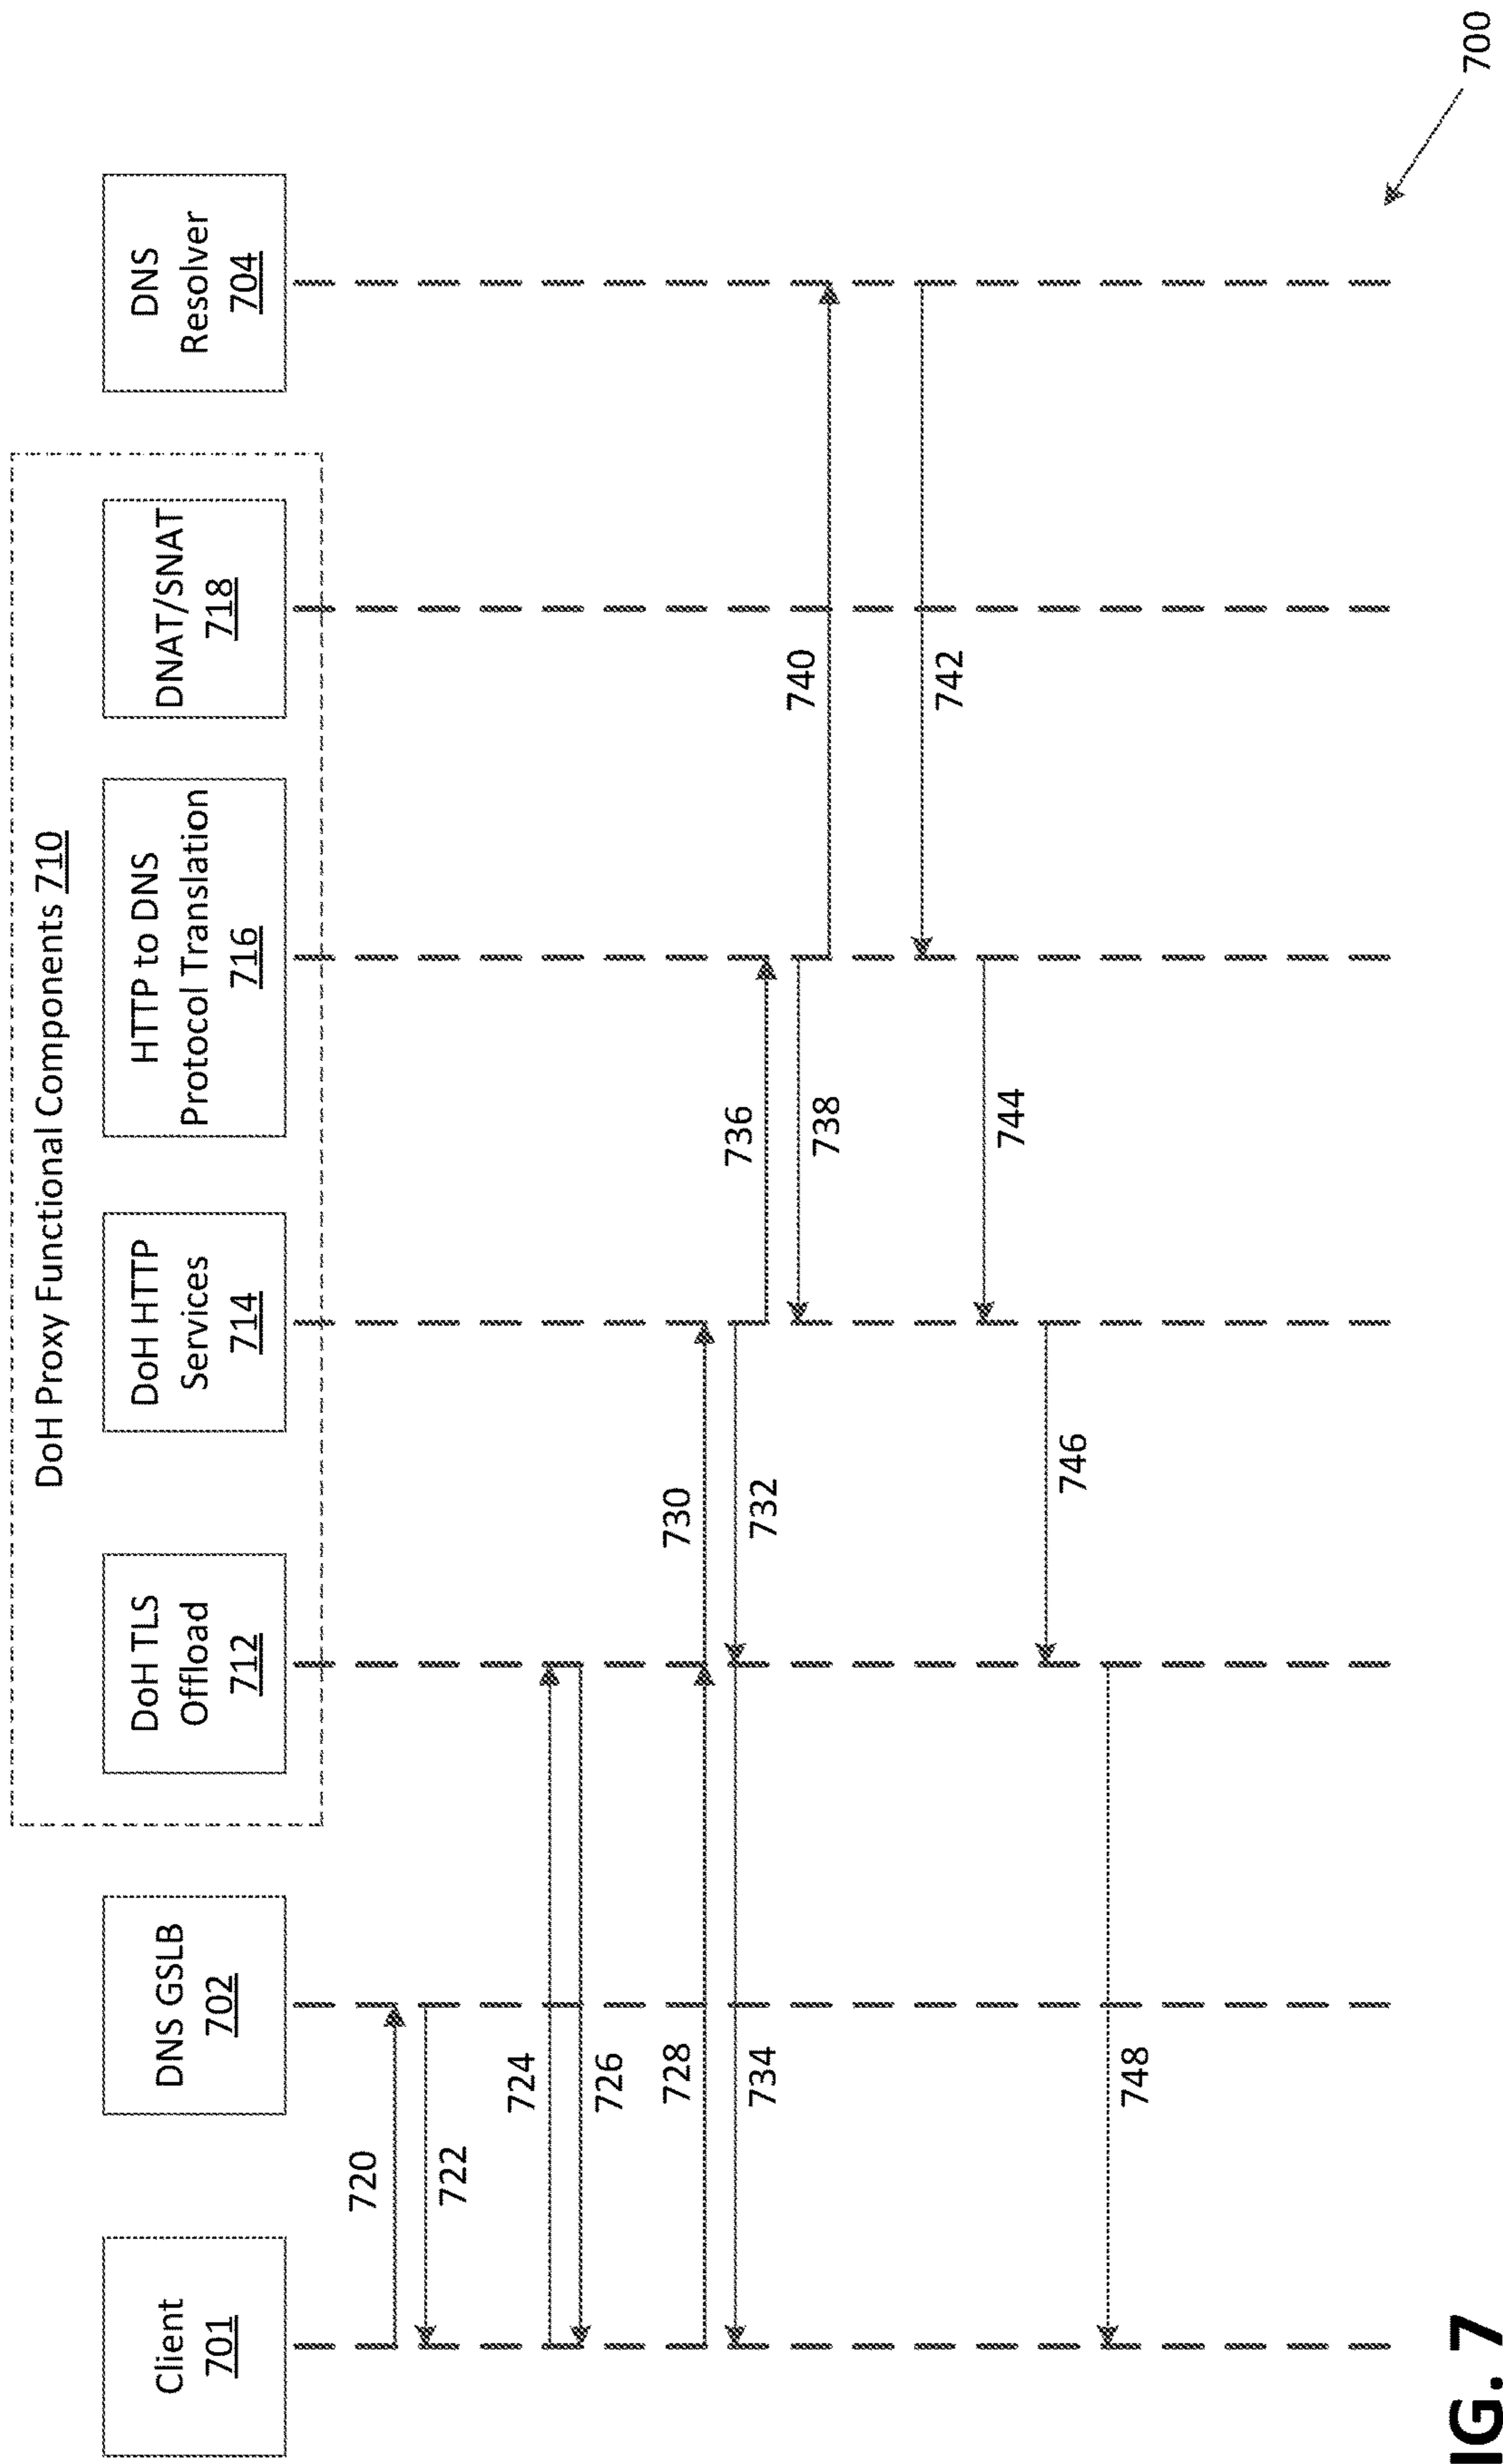 DoH Proxy Functional Components 710
Client
701
DNS GSLB
702
DoH TLS
Offload
712
DoH HTTP
Services
714
HTTP to DNS
Protocol Translation
716
DNAT/SNAT
718
DNS
Resolver
704
720
722
724
726
728
730
732
734
736
738
740
742
744
746
748
700
IG. 7